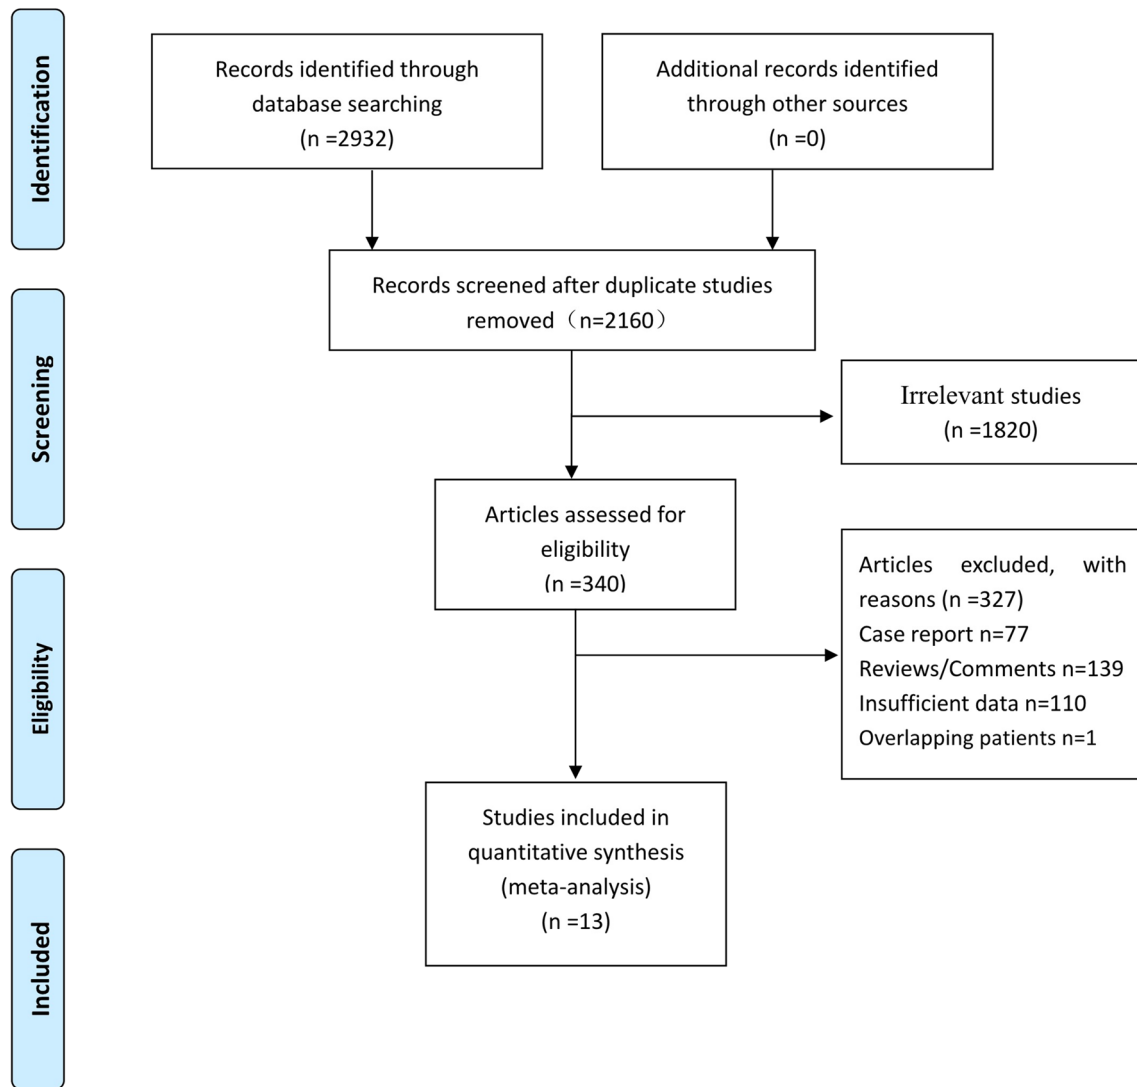 Identification
Records identified through
database searching
(n =2932)
Additional records identified
through other sources
(n =0)
Records screened after duplicate studies
removed（n=2160）
Screening
Irrelevant studies
(n =1820)
Articles assessed for
eligibility
(n =340)
Eligibility
Articles excluded, with
reasons (n =327)
Case report n=77
Reviews/Comments n=139
Insufficient data n=110
Overlapping patients n=1
Studies included in
quantitative synthesis
(meta-analysis)
(n =13)
Included